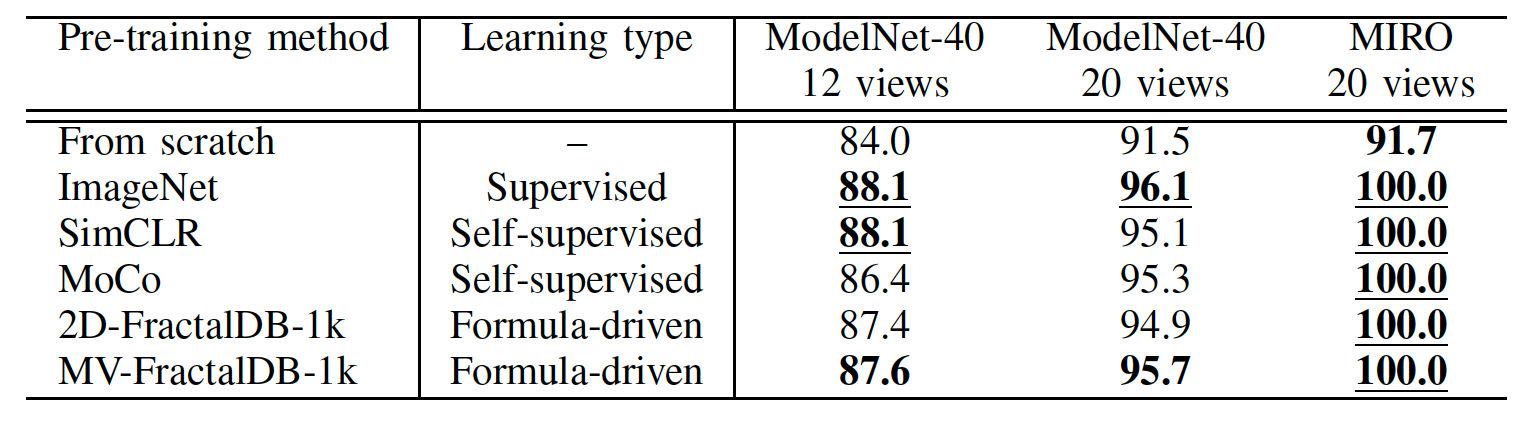 Pre-training method Learning type ModelNet-40 ModelNet-40 MIRO
12 views 20 views 20 views
From scratch – 84.0 91.5 91.7
ImageNet Supervised 88.1 96.1 100.0
SimCLR Self-supervised 88.1 95.1 100.0
MoCo Self-supervised 86.4 95.3 100.0
2D-FractalDB-1k Formula-driven 87.4 94.9 100.0
MV-FractalDB-1k Formula-driven 87.6 95.7 100.0